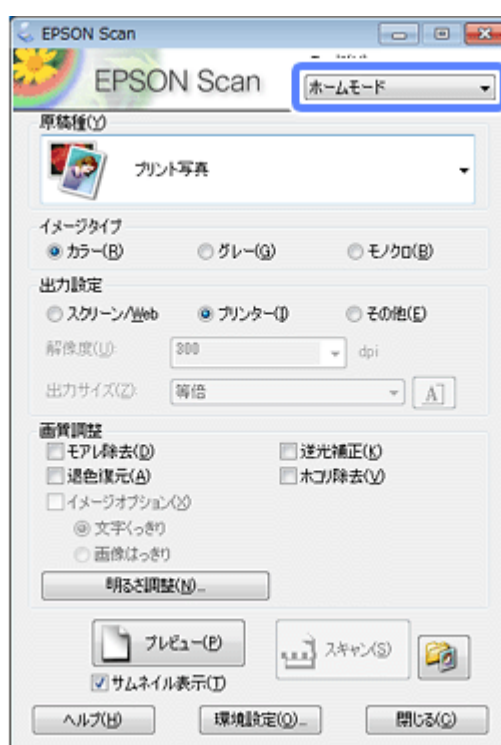 EPSON Scan
EPSON Scan
ホームモード
原稿種(Y)
プリント写真
イメージタイプ
カラー(R) グレー(G) モノクロ(B)
出力設定
スクリーン/Web プリンター(I) その他(E)
解像度(U): 300 dpi
出力サイズ(Z): 等倍
画質調整
モアレ除去(D) 逆光補正(K)
退色復元(A) ホコリ除去(V)
イメージオプション(X)
文字くっきり
画像はっきり
明るさ調整(N)...
プレビュー(P) スキャン(S)
サムネイル表示(T)
ヘルプ(H) 環境設定(O)... 閉じる(C)